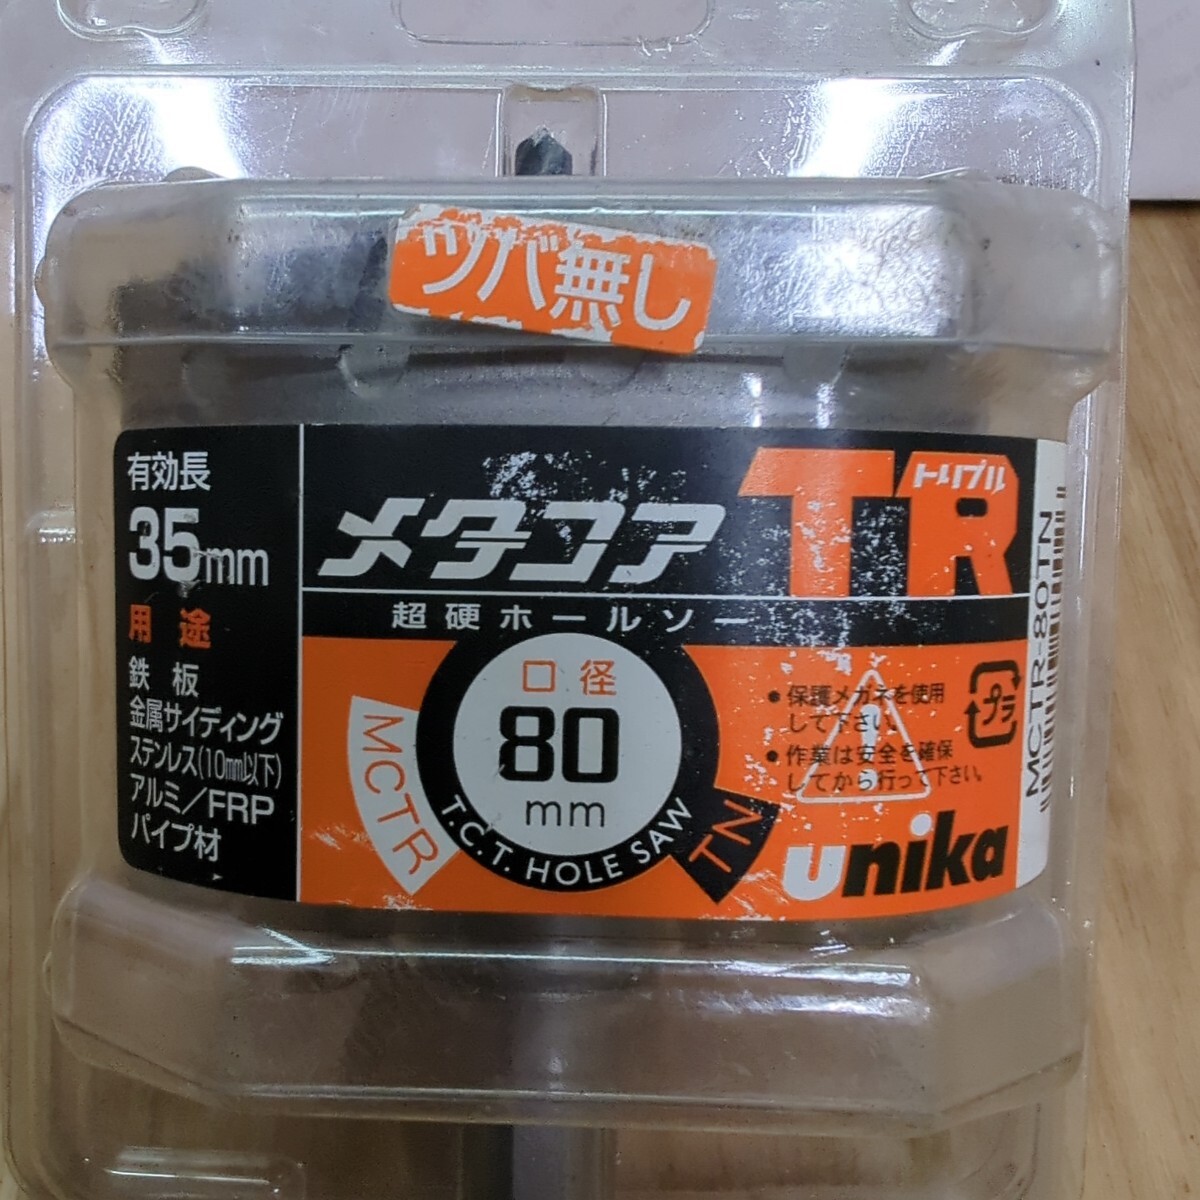 ツバ無し
有効長
35mm
用途
鉄板
金属サイディング
ステンレス(10mm以下)
アルミ/FRP
パイプ材
メタコア TR
トリプル
超硬ホールソー
口径
80
mm
MCTR
T.C.T. HOLE SAW
TN
●保護メガネを使用
して下さい。
●作業は安全を確保
してから行って下さい。
プラ
unika
MCTR-80TN